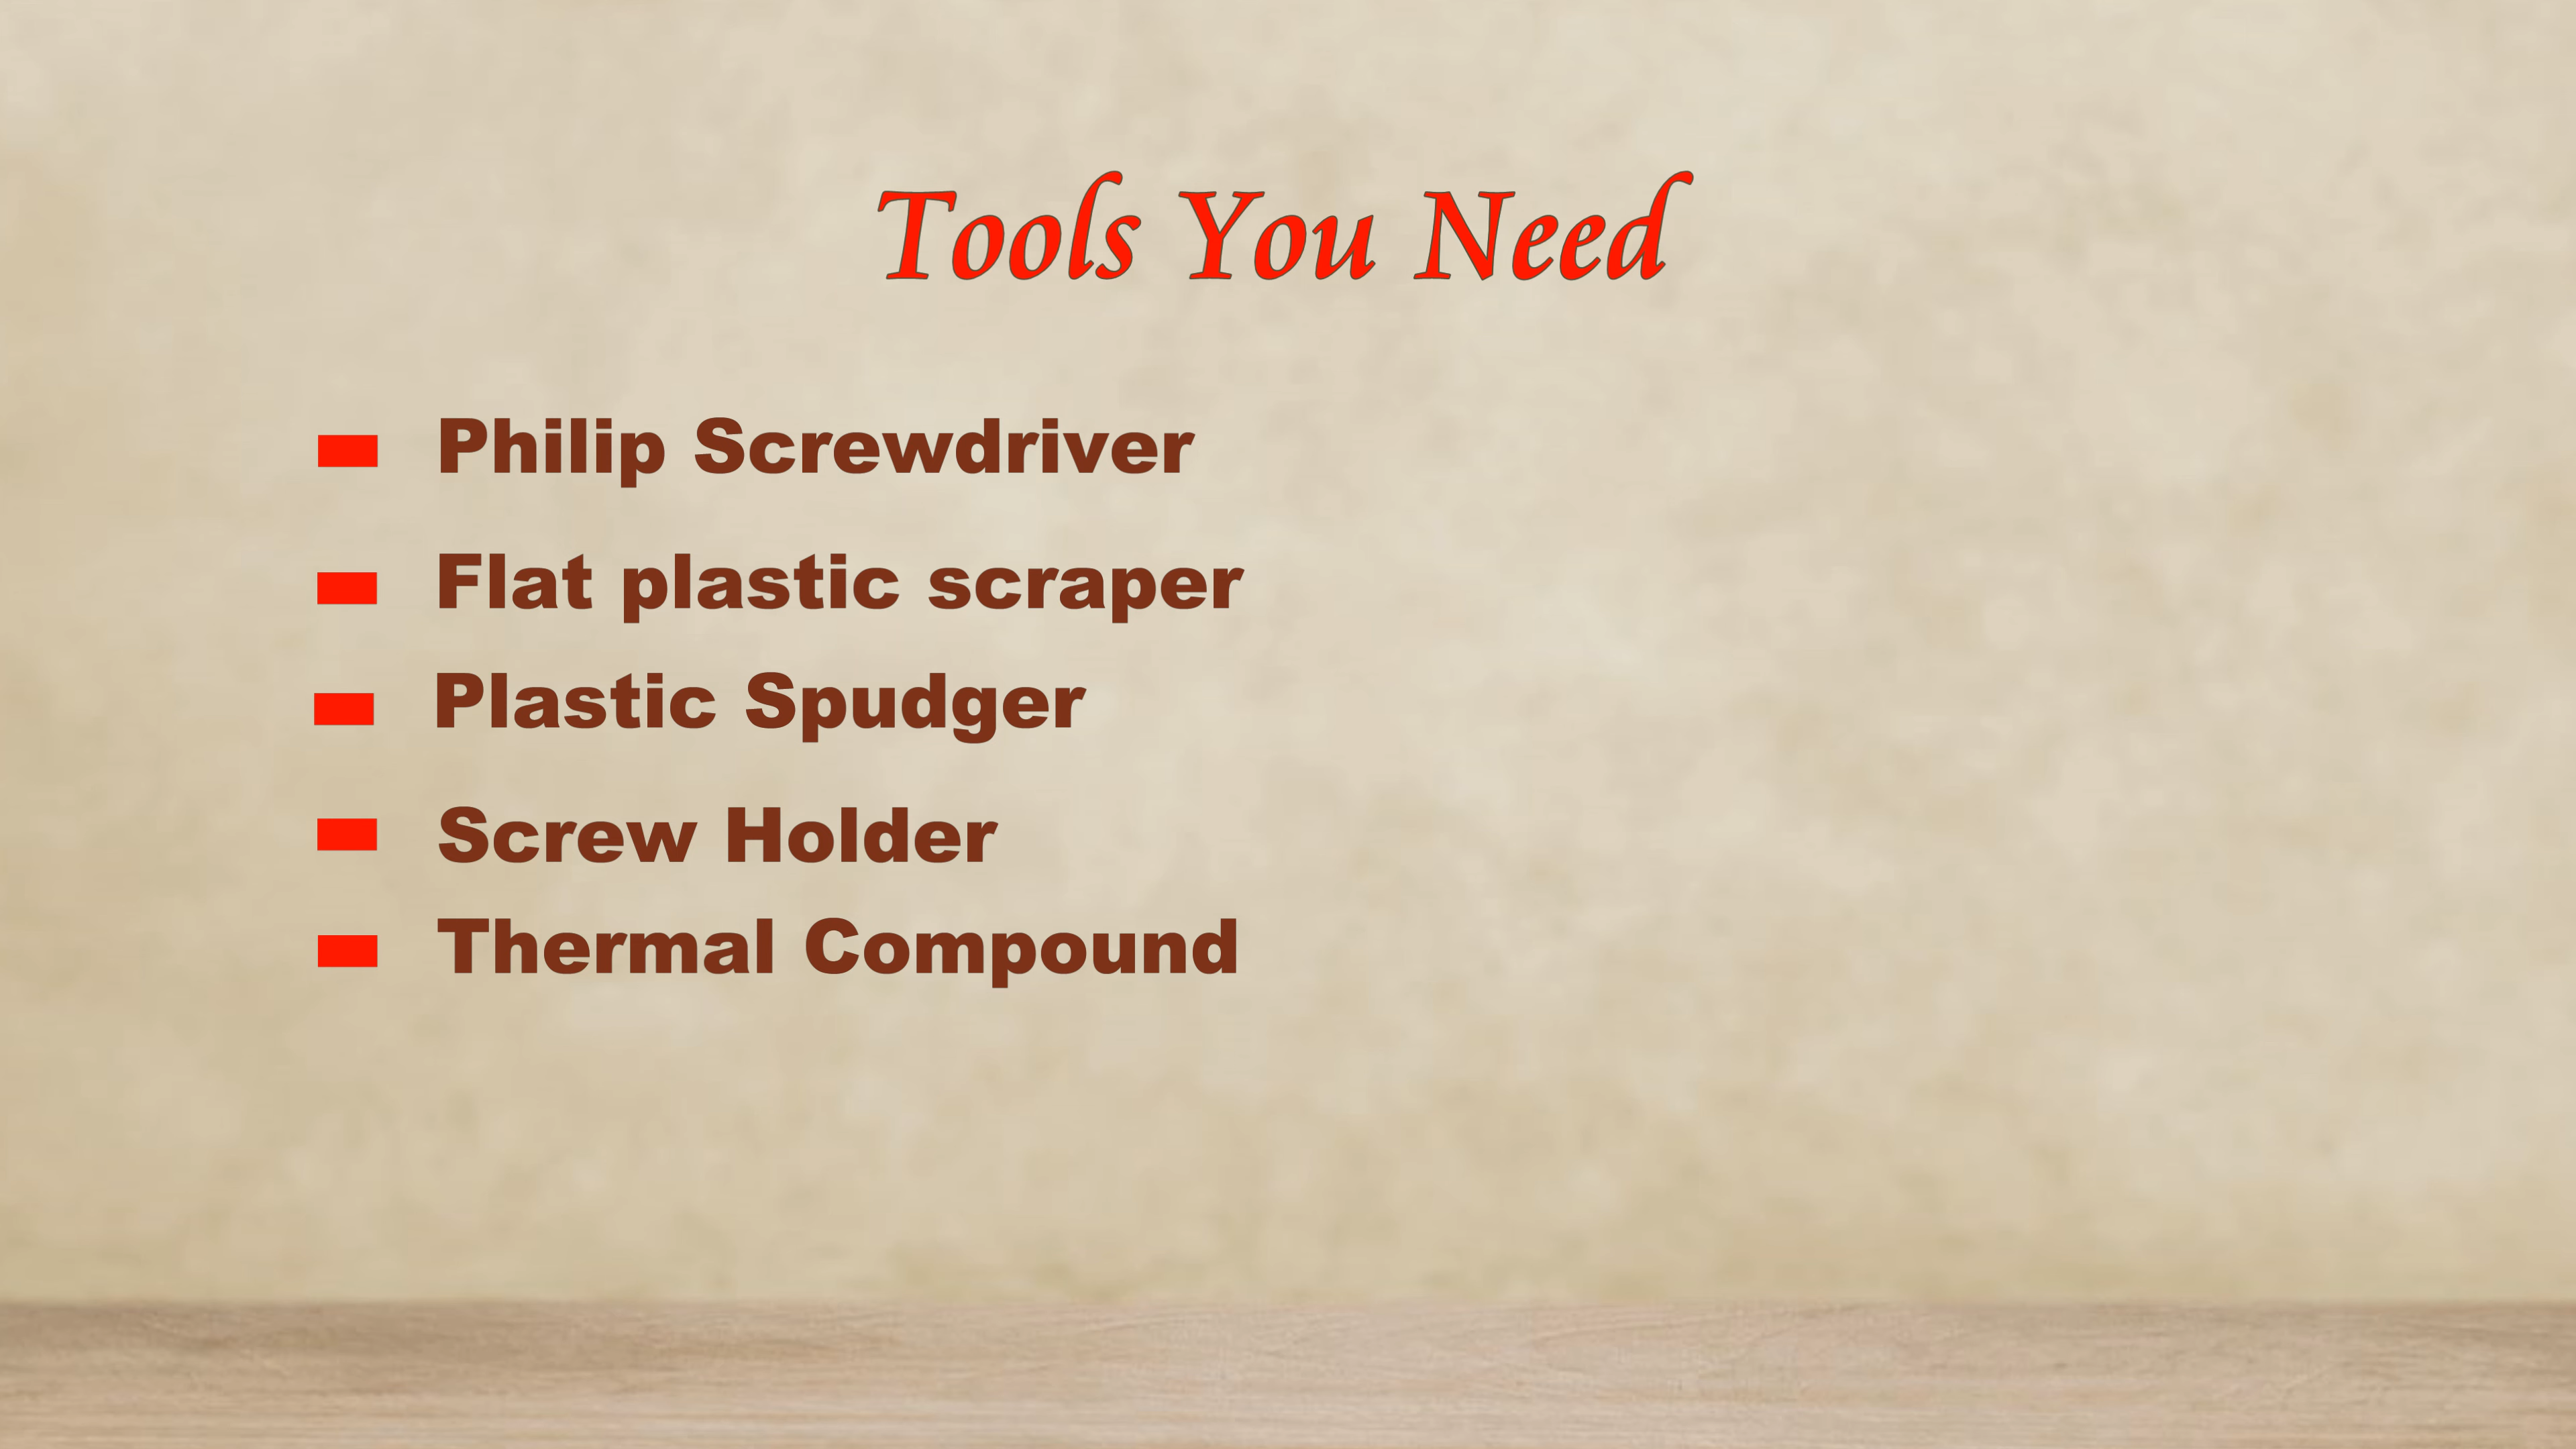 Tools You Need
Philip Screwdriver
Flat plastic scraper
Plastic Spudger
Screw Holder
Thermal Compound